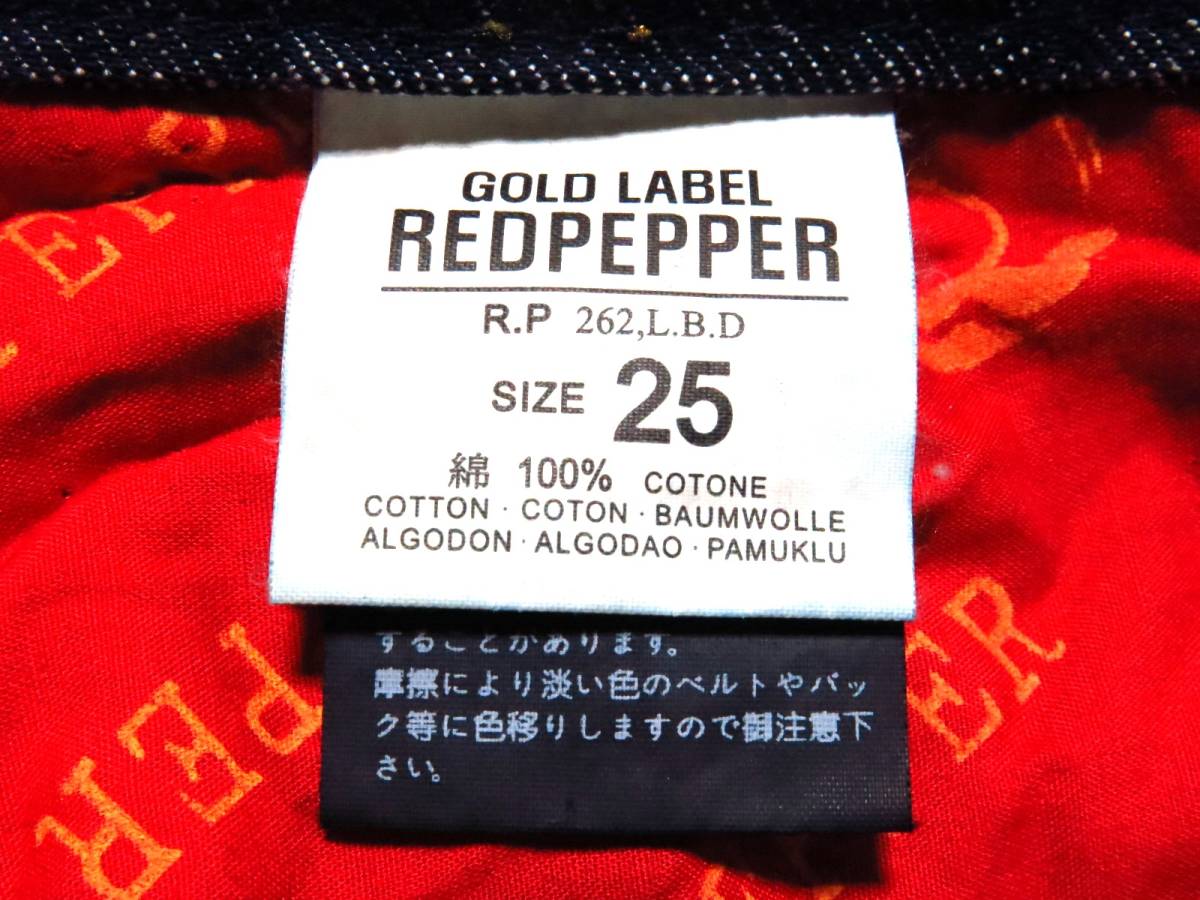 GOLD LABEL
REDPEPPER
R.P 262,L.B.D
SIZE 25
綿 100% COTONE
COTTON · COTON · BAUMWOLLE
ALGODON · ALGODAO · PAMUKLU
することがあります。
摩擦により淡い色のベルトやバッ
ク等に色移りしますので御注意下
さい。
PER
ER